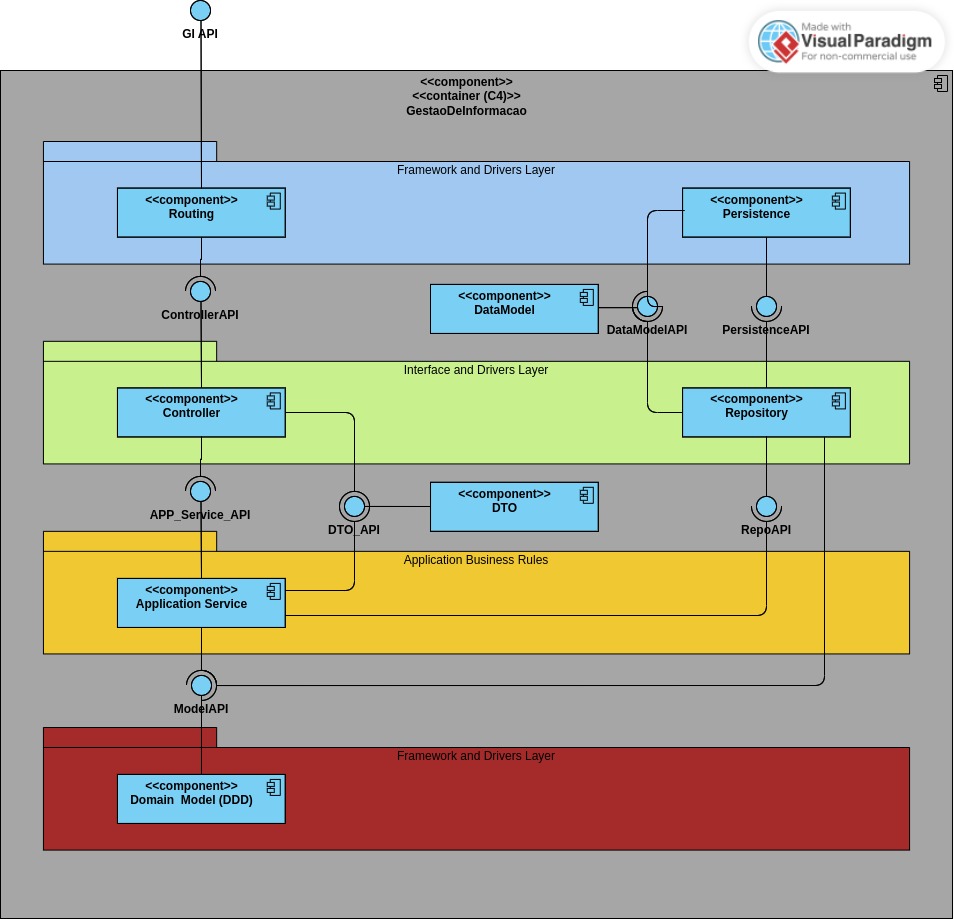 GI API
Made with
VisualParadigm
For non-commercial use
<<component>>
<<container (C4)>>
GestaoDeInformacao
Framework and Drivers Layer
<<component>>
Routing
<<component>>
Persistence
ControllerAPI
<<component>>
DataModel
DataModelAPI
PersistenceAPI
Interface and Drivers Layer
<<component>>
Controller
<<component>>
Repository
APP_Service_API
DTO_API
<<component>>
DTO
RepoAPI
Application Business Rules
<<component>>
Application Service
ModelAPI
Framework and Drivers Layer
<<component>>
Domain  Model (DDD)